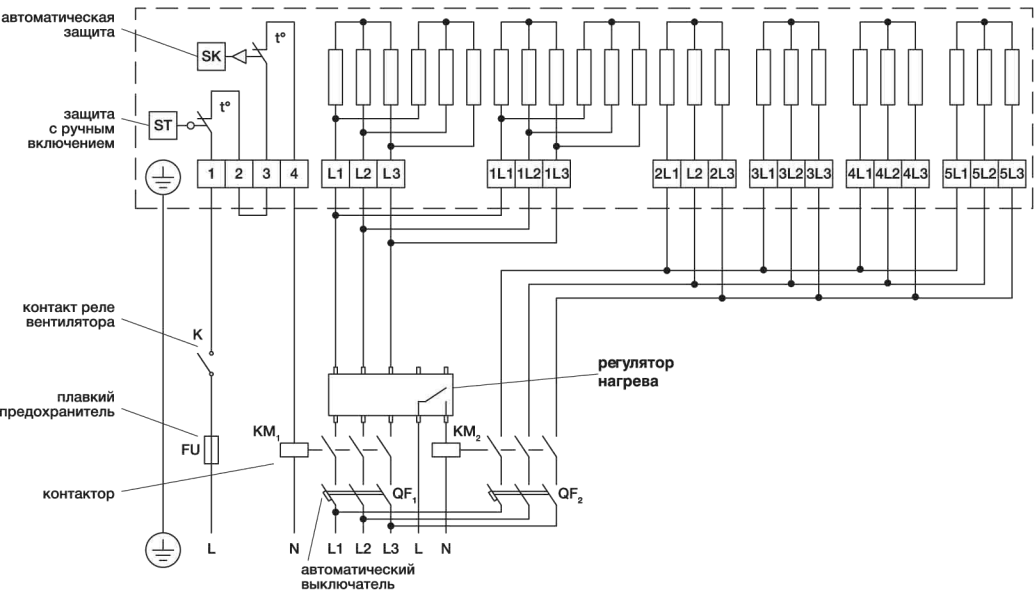 автоматическая
защита
SK
t°
защита
с ручным
включением
ST
t°
1 2 3 4
L1 L2 L3
1L1 1L2 1L3
2L1 L2 2L3
3L1 3L2 3L3
4L1 4L2 4L3
5L1 5L2 5L3
контакт реле
вентилятора
K
регулятор
нагрева
плавкий
предохранитель
FU
KM1
KM2
контактор
QF1
QF2
L N L1 L2 L3 L N
автоматический
выключатель